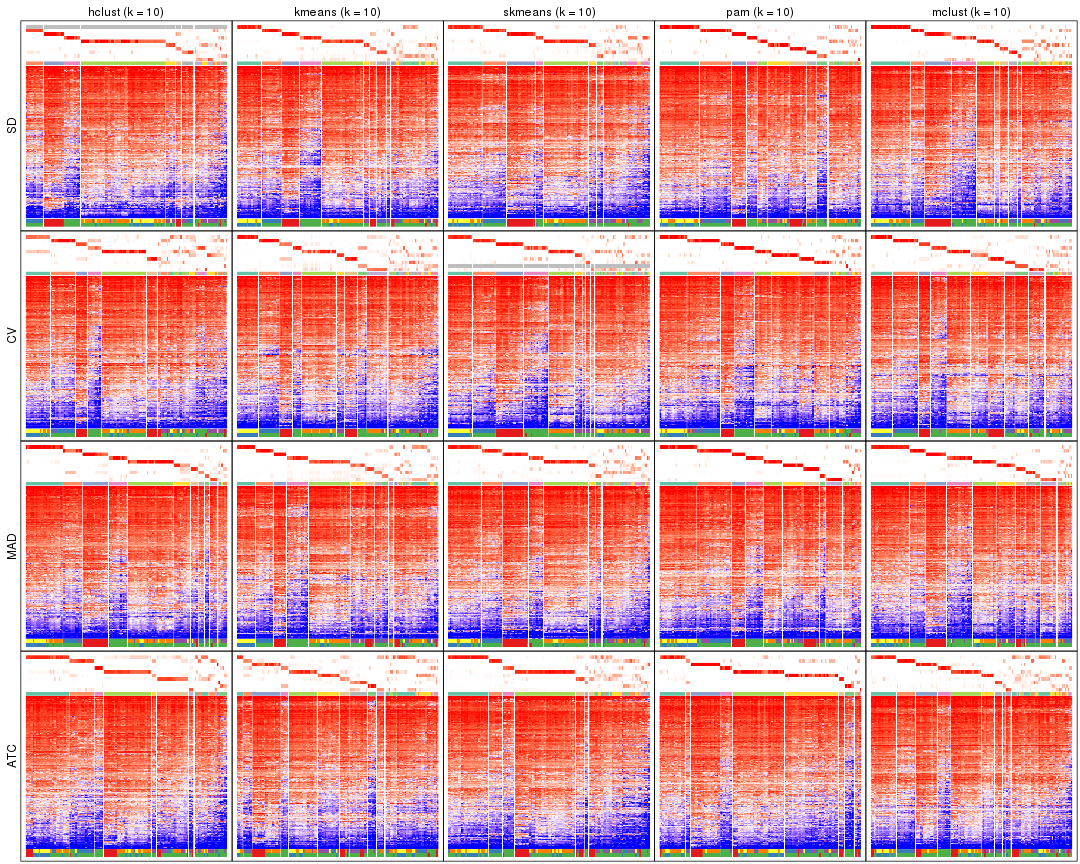 hclust (k = 10)
kmeans (k = 10)
skmeans (k = 10)
pam (k = 10)
mclust (k = 10)
SD
CV
MAD
ATC